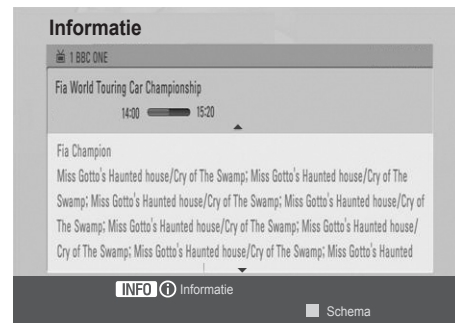 Informatie
1 BBC ONE
Fia World Touring Car Championship
14:00 15:20
Fia Champion
Miss Gotto's Haunted house/Cry of The Swamp; Miss Gotto's Haunted house/Cry of The
Swamp; Miss Gotto's Haunted house/Cry of The Swamp; Miss Gotto's Haunted house/Cry of
The Swamp; Miss Gotto's Haunted house/Cry of The Swamp; Miss Gotto's Haunted house/
Cry of The Swamp; Miss Gotto's Haunted house/Cry of The Swamp; Miss Gotto's Haunted
INFO i Informatie
Schema